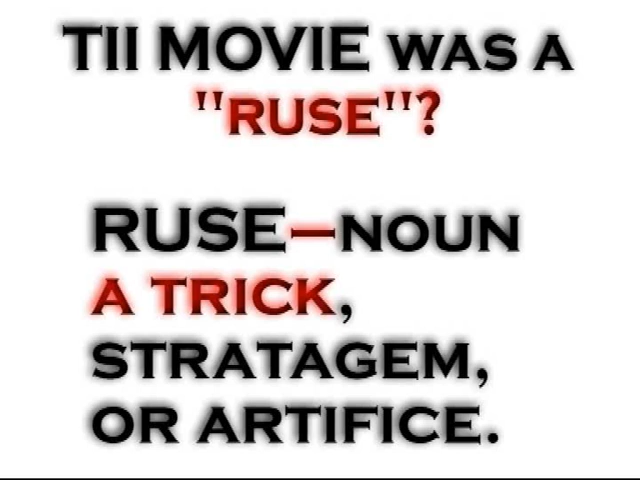 TII MOVIE WAS A
"RUSE"?
RUSE—NOUN
A TRICK,
STRATAGEM,
OR ARTIFICE.